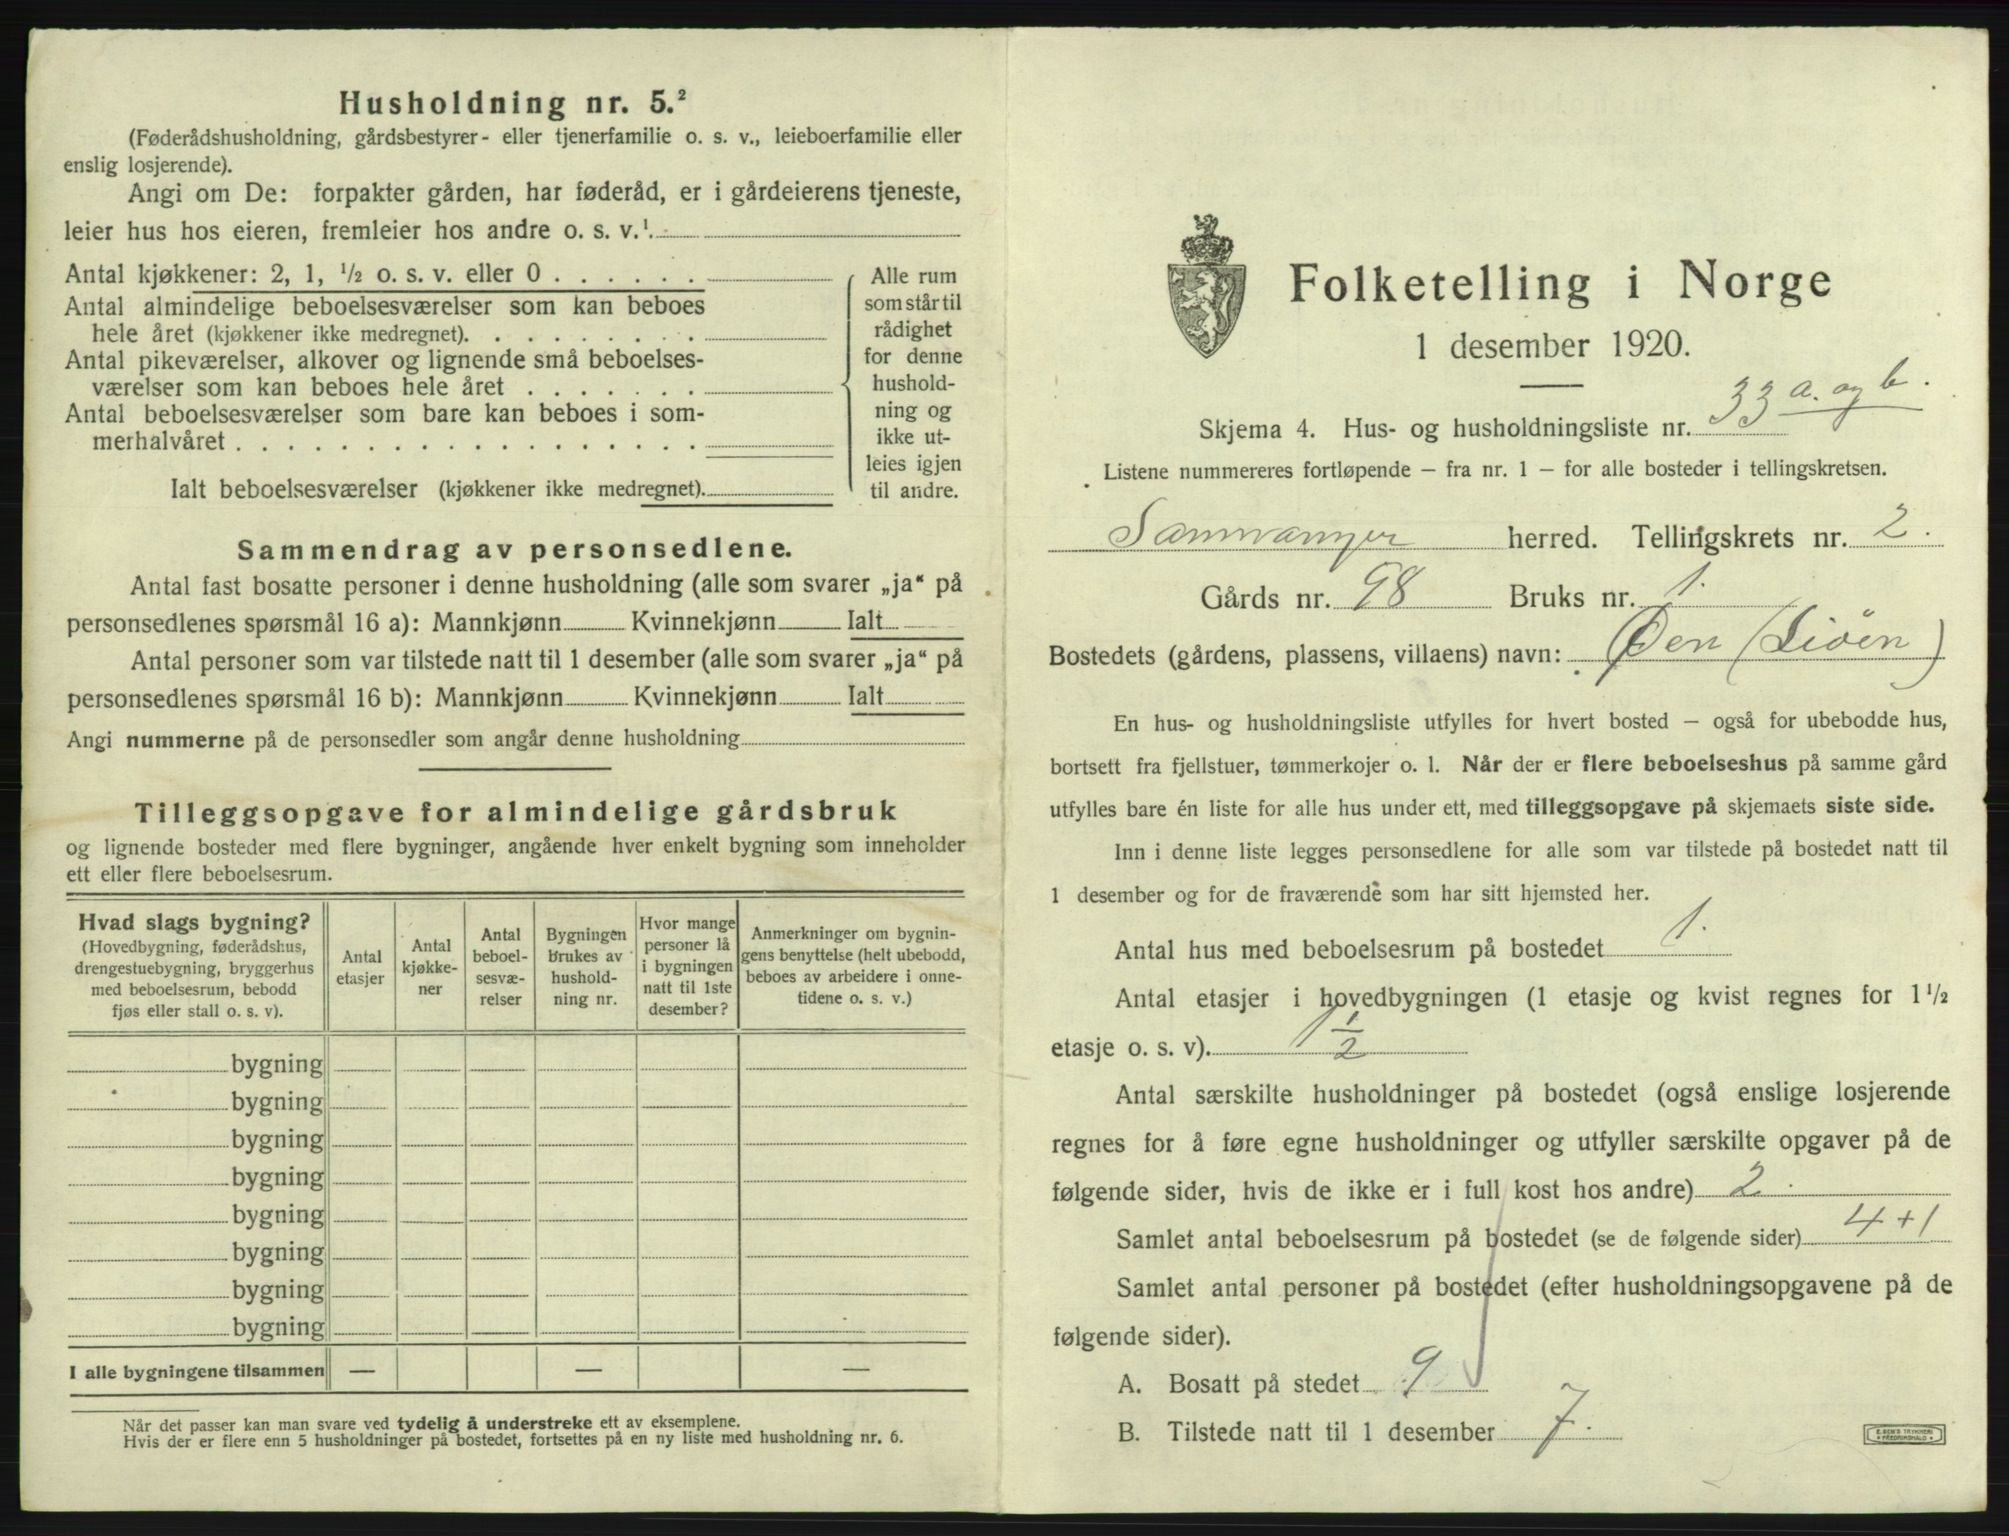 Husholdning nr. 5.²
(Føderådshusholdning, gårdsbestyrer- eller tjenerfamilie o. s. v., leieboerfamilie eller
enslig losjerende).
Angi om De: forpakter gården, har føderåd, er i gårdeierens tjeneste,
leier hus hos eieren, fremleier hos andre o. s. v.¹.
Antal kjøkkener: 2, 1, ½ o. s. v. eller 0 . . . . . .
Antal almindelige beboelsesværelser som kan beboes
hele året (kjøkkener ikke medregnet). . . . . . . . .
Antal pikeværelser, alkover og lignende små beboelses-
værelser som kan beboes hele året . . . . . . .
Antal beboelsesværelser som bare kan beboes i som-
merhalvåret . . . . . . . . . . . . . . . . . .
Ialt beboelsesværelser (kjøkkener ikke medregnet).
Alle rum
som står til
rådighet
for denne
hushold-
ning og
ikke ut-
leies igjen
til andre.
Sammendrag av personsedlene.
Antal fast bosatte personer i denne husholdning (alle som svarer „ja“ på
personsedlenes spørsmål 16 a): Mannkjønn Kvinnekjønn Ialt
Antal personer som var tilstede natt til 1 desember (alle som svarer „ja“ på
personsedlenes spørsmål 16 b): Mannkjønn Kvinnekjønn Ialt
Angi nummerne på de personsedler som angår denne husholdning
Tilleggsopgave for almindelige gårdsbruk
og lignende bosteder med flere bygninger, angående hver enkelt bygning som inneholder
ett eller flere beboelsesrum.
Hvad slags bygning?
(Hovedbygning, føderådshus,
drengestuebygning, bryggerhus
med beboelsesrum, bebodd
fjøs eller stall o. s. v).
Antal
etasjer
Antal
kjøkke-
ner
Antal
beboel-
sesvæ-
relser
Bygningen
brukes av
hushold-
ning nr.
Hvor mange
personer lå
i bygningen
natt til 1ste
desember?
Anmerkninger om bygnin-
gens benyttelse (helt ubebodd,
beboes av arbeidere i onne-
tidene o. s. v.)
bygning
bygning
bygning
bygning
bygning
bygning
bygning
bygning
I alle bygningene tilsammen — — —
Når det passer kan man svare ved tydelig å understreke ett av eksemplene.
Hvis der er flere enn 5 husholdninger på bostedet, fortsettes på en ny liste med husholdning nr. 6.
Folketelling i Norge
1 desember 1920.
Skjema 4. Hus- og husholdningsliste nr. 33 a. og b.
Listene nummereres fortløpende – fra nr. 1 – for alle bosteder i tellingskretsen.
Samnanger herred. Tellingskrets nr. 2.
Gårds nr. 98 Bruks nr. 1.
Bostedets (gårdens, plassens, villaens) navn: Øen (Liöen)
En hus- og husholdningsliste utfylles for hvert bosted – også for ubebodde hus,
bortsett fra fjellstuer, tømmerkojer o. l. Når der er flere beboelseshus på samme gård
utfylles bare én liste for alle hus under ett, med tilleggsopgave på skjemaets siste side.
Inn i denne liste legges personsedlene for alle som var tilstede på bostedet natt til
1 desember og for de fraværende som har sitt hjemsted her.
Antal hus med beboelsesrum på bostedet 1.
Antal etasjer i hovedbygningen (1 etasje og kvist regnes for 1½
etasje o. s. v). 1½
Antal særskilte husholdninger på bostedet (også enslige losjerende
regnes for å føre egne husholdninger og utfyller særskilte opgaver på de
følgende sider, hvis de ikke er i full kost hos andre) 2.
Samlet antal beboelsesrum på bostedet (se de følgende sider) 4+1
Samlet antal personer på bostedet (efter husholdningsopgavene på de
følgende sider).
A. Bosatt på stedet 9
B. Tilstede natt til 1 desember 7.
E. SEM'S TRYKKERI
FREDRIKSHALD